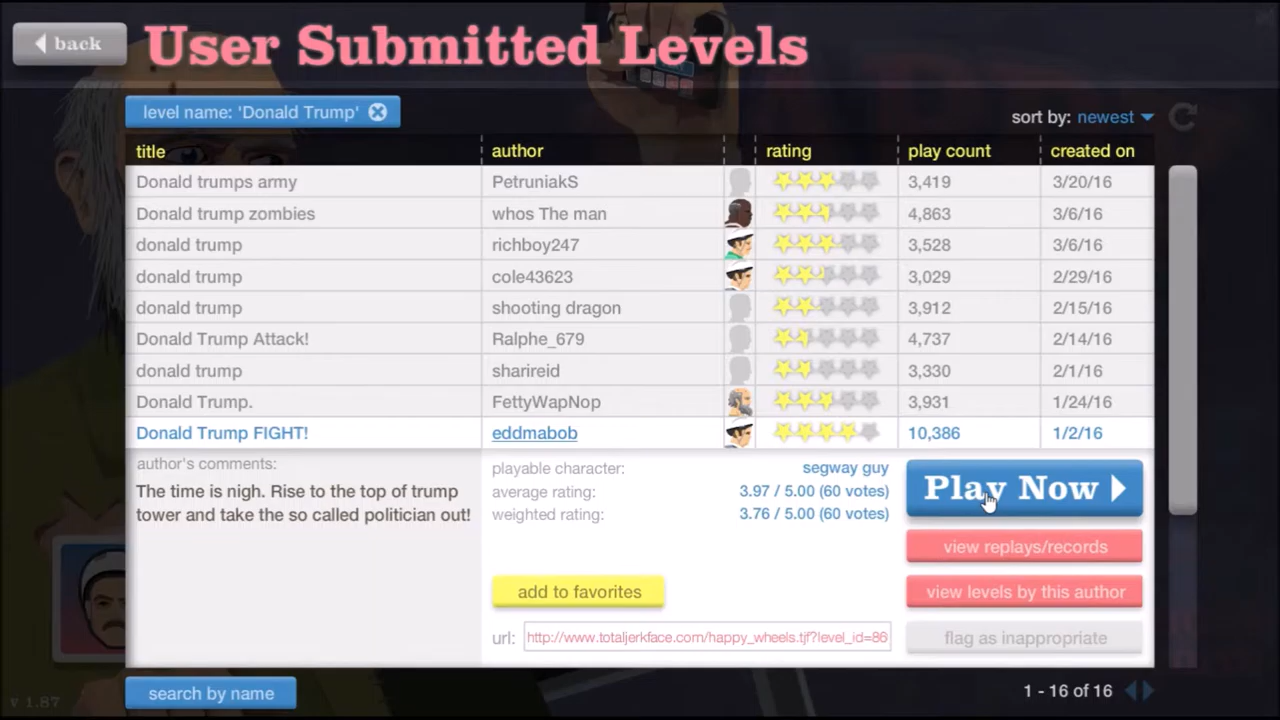 back
User Submitted Levels
level name: 'Donald Trump'
sort by: newest
title author rating play count created on
Donald trumps army PetruniakS 3,419 3/20/16
Donald trump zombies whos The man 4,863 3/6/16
donald trump richboy247 3,528 3/6/16
donald trump cole43623 3,029 2/29/16
donald trump shooting dragon 3,912 2/15/16
Donald Trump Attack! Ralphe_679 4,737 2/14/16
donald trump sharireid 3,330 2/1/16
Donald Trump. FettyWapNop 3,931 1/24/16
Donald Trump FIGHT! eddmabob 10,386 1/2/16
author's comments:
The time is nigh. Rise to the top of trump
tower and take the so called politician out!
playable character: segway guy
average rating: 3.97 / 5.00 (60 votes)
weighted rating: 3.76 / 5.00 (60 votes)
add to favorites
url: http://www.totaljerkface.com/happy_wheels.tjf?level_id=86
Play Now
view replays/records
view levels by this author
flag as inappropriate
v 1.87
search by name
1 - 16 of 16